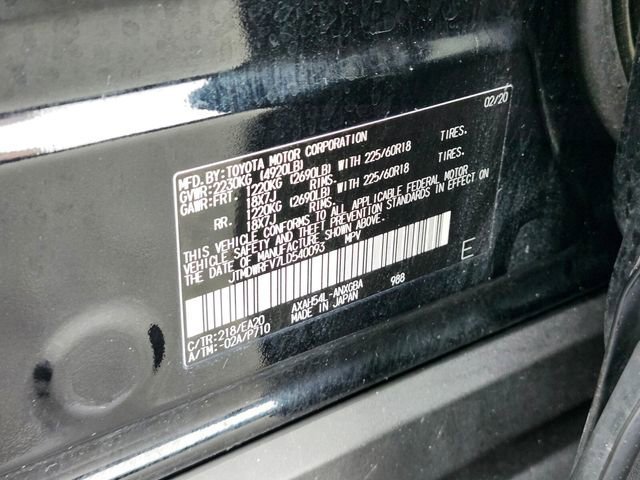 02/20
MFD.BY:TOYOTA MOTOR CORPORATION
GVWR:2230KG (4920LB)
GAWR:FRT. 1220KG (2690LB) WITH 225/60R18 TIRES.
18X7J RIMS.
RR. 1220KG (2690LB) WITH 225/60R18 TIRES.
18X7J RIMS.
THIS VEHICLE CONFORMS TO ALL APPLICABLE FEDERAL MOTOR
VEHICLE SAFETY AND THEFT PREVENTION STANDARDS IN EFFECT ON
THE DATE OF MANUFACTURE SHOWN ABOVE.
JTMDWRFV7LD540093 MPV
E
C/TR:218/EA20 AXAH54L-ANXGBA 988
A/TM:-02A/P710 MADE IN JAPAN